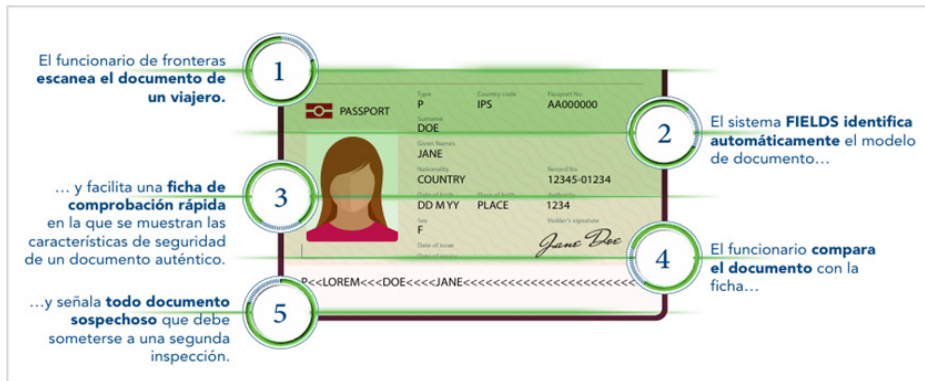 1
El funcionario de fronteras
escanea el documento de
un viajero.
2
El sistema FIELDS identifica
automáticamente el modelo
de documento…
3
… y facilita una ficha de
comprobación rápida
en la que se muestran las
características de seguridad
de un documento auténtico.
4
El funcionario compara
el documento con la
ficha…
5
…y señala todo documento
sospechoso que debe
someterse a una segunda
inspección.
PASSPORT
Type Country code Passport No.
P IPS AA000000
Surname
DOE
Given Names
JANE
Nationality Record No.
COUNTRY 12345-01234
Date of birth Place of birth Authority
DD M YY PLACE 1234
Sex Holder's signature
F
Jane Doe
Date of issue
P<<LOREM<<<DOE<<<<JANE<<<<<<<<<<<<<<<<<<<<<<<<